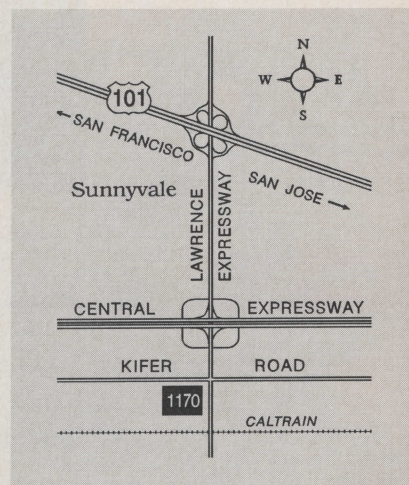 N
W E
S
101
← SAN FRANCISCO
Sunnyvale
SAN JOSE →
LAWRENCE
EXPRESSWAY
CENTRAL EXPRESSWAY
KIFER ROAD
1170
CALTRAIN